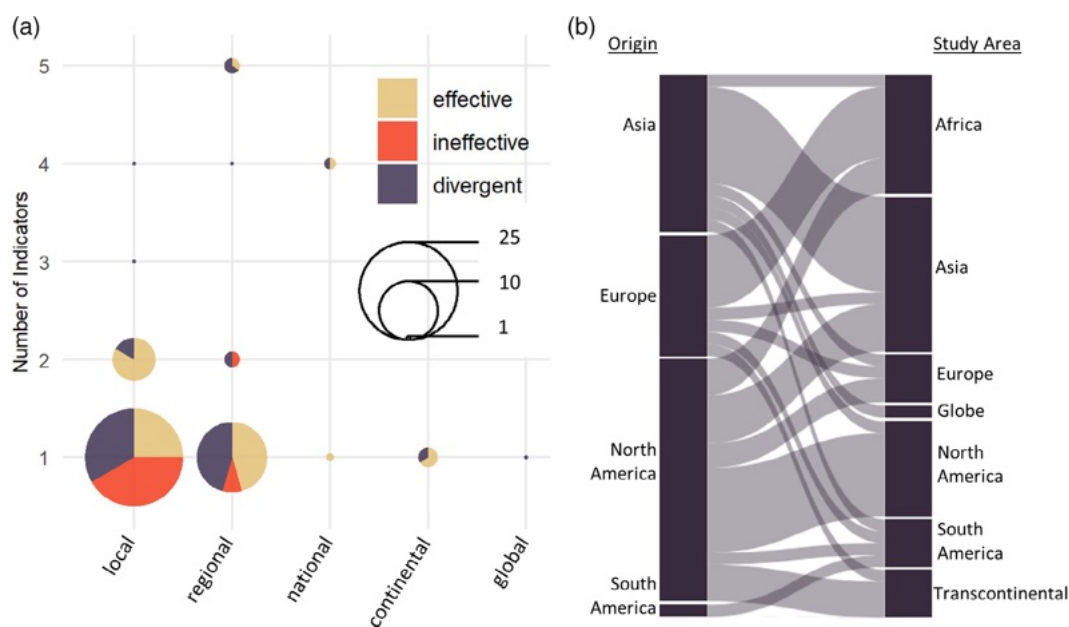 (a)
Number of Indicators
5
4
3
2
1
effective
ineffective
divergent
25
10
1
local
regional
national
continental
global
(b)
Origin
Study Area
Asia
Europe
North
America
South
America
Africa
Asia
Europe
Globe
North
America
South
America
Transcontinental